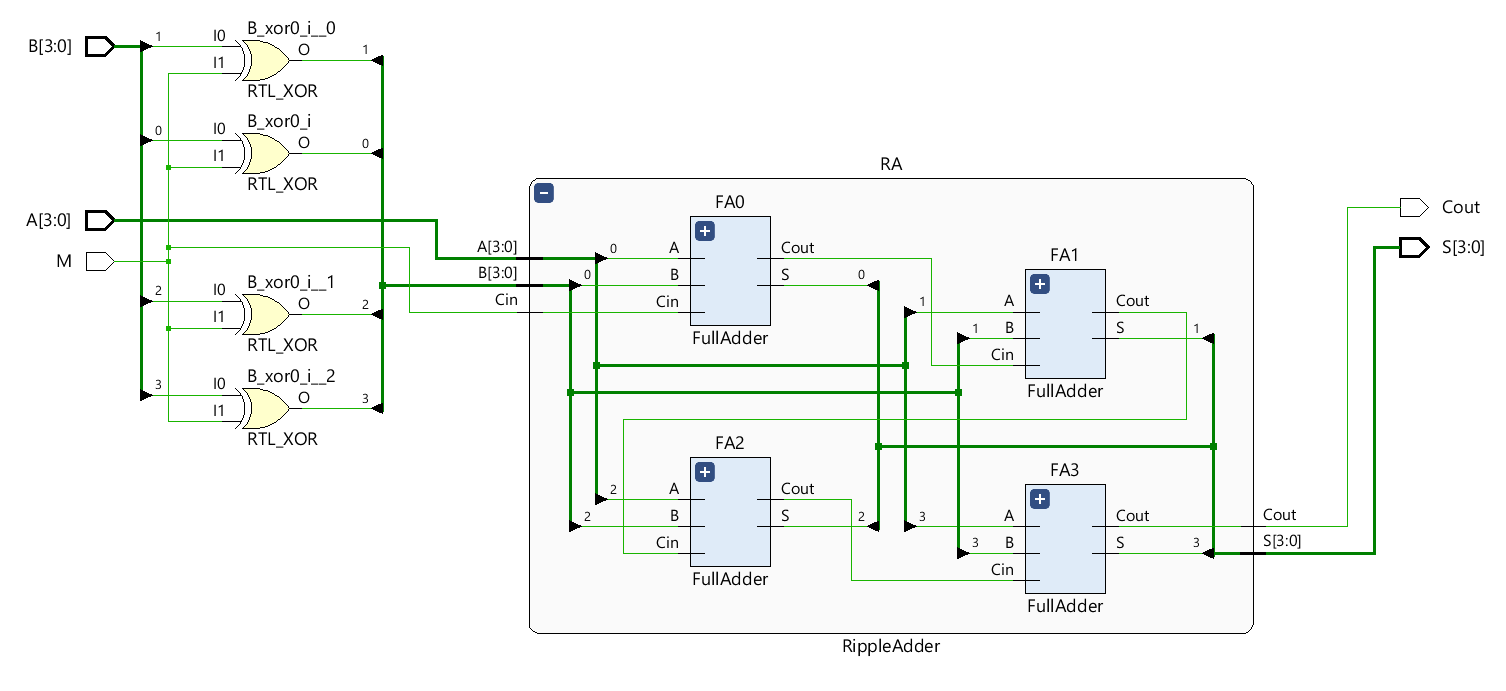 B[3:0]
1
I0
I1
B_xor0_i__0
O
RTL_XOR
1
0
I0
I1
B_xor0_i
O
RTL_XOR
0
A[3:0]
M
2
I0
I1
B_xor0_i__1
O
RTL_XOR
2
3
I0
I1
B_xor0_i__2
O
RTL_XOR
3
RA
A[3:0]
B[3:0]
Cin
FA0
0
A
0
B
Cin
Cout
S
0
FullAdder
FA1
1
A
1
B
Cin
Cout
S
1
FullAdder
FA2
2
A
2
B
Cin
Cout
S
2
FullAdder
FA3
3
A
3
B
Cin
Cout
S
3
FullAdder
Cout
S[3:0]
RippleAdder
Cout
S[3:0]